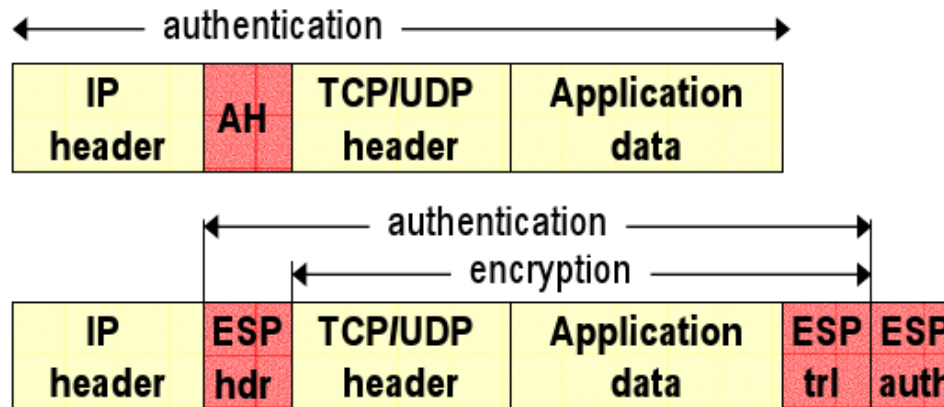 authentication
IP AH TCP/UDP Application
header header data
authentication
encryption
IP ESP TCP/UDP Application ESP ESP
header hdr header data trl auth